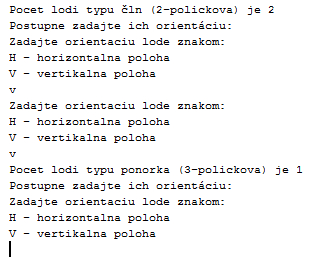 Pocet lodi typu čln (2-polickova) je 2
Postupne zadajte ich orientáciu:
Zadajte orientaciu lode znakom:
H - horizontalna poloha
V - vertikalna poloha
v
Zadajte orientaciu lode znakom:
H - horizontalna poloha
V - vertikalna poloha
v
Pocet lodi typu ponorka (3-polickova) je 1
Postupne zadajte ich orientáciu:
Zadajte orientaciu lode znakom:
H - horizontalna poloha
V - vertikalna poloha